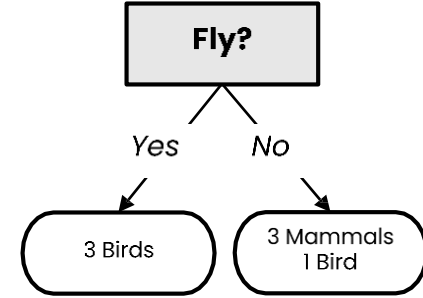 Fly?
Yes
No
3 Birds
3 Mammals
1 Bird